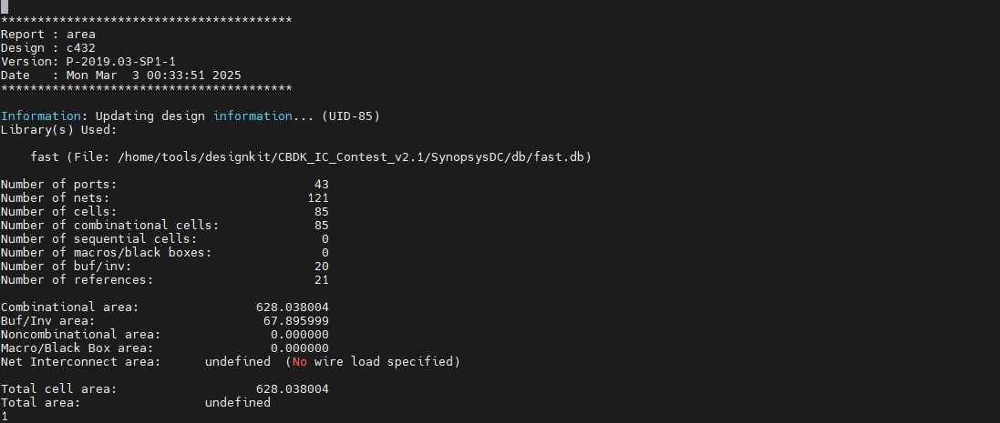 ****************************************
Report : area
Design : c432
Version: P-2019.03-SP1-1
Date   : Mon Mar  3 00:33:51 2025
****************************************
Information: Updating design information... (UID-85)
Library(s) Used:
    fast (File: /home/tools/designkit/CBDK_IC_Contest_v2.1/SynopsysDC/db/fast.db)
Number of ports:                           43
Number of nets:                           121
Number of cells:                           85
Number of combinational cells:             85
Number of sequential cells:                 0
Number of macros/black boxes:               0
Number of buf/inv:                         20
Number of references:                      21
Combinational area:                628.038004
Buf/Inv area:                       67.895999
Noncombinational area:               0.000000
Macro/Black Box area:                0.000000
Net Interconnect area:      undefined  (No wire load specified)
Total cell area:                   628.038004
Total area:                 undefined
1